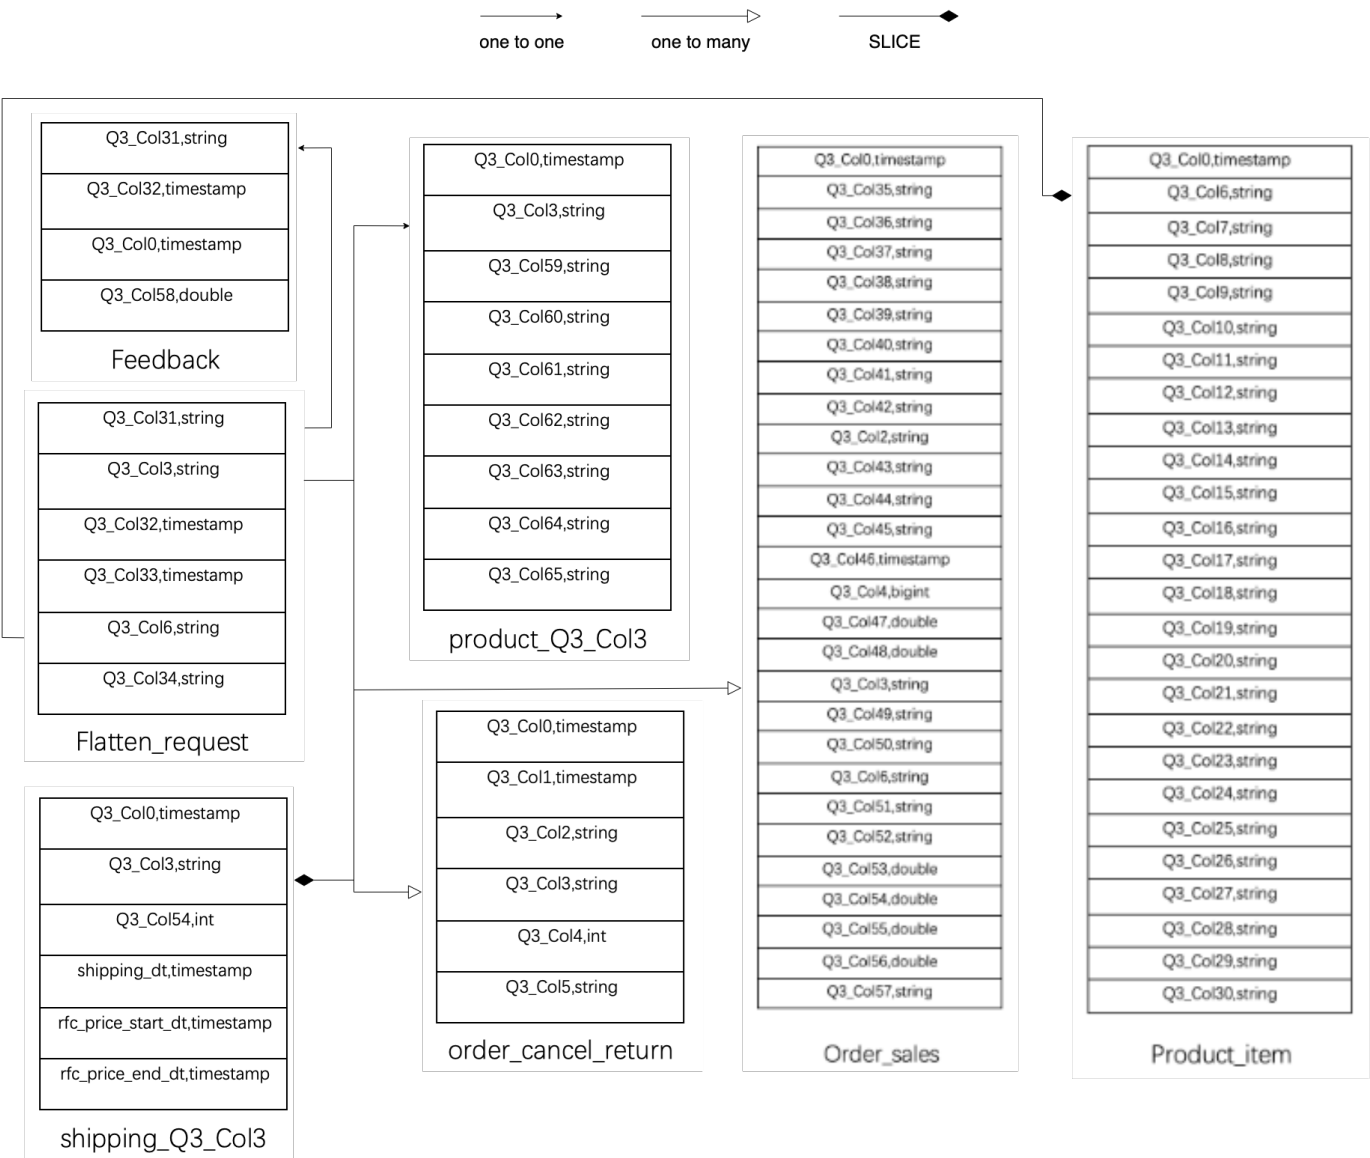 one to one
one to many
SLICE
Q3_Col31,string
Q3_Col32,timestamp
Q3_Col0,timestamp
Q3_Col58,double
Feedback
Q3_Col31,string
Q3_Col3,string
Q3_Col32,timestamp
Q3_Col33,timestamp
Q3_Col6,string
Q3_Col34,string
Flatten_request
Q3_Col0,timestamp
Q3_Col3,string
Q3_Col54,int
shipping_dt,timestamp
rfc_price_start_dt,timestamp
rfc_price_end_dt,timestamp
shipping_Q3_Col3
Q3_Col0,timestamp
Q3_Col3,string
Q3_Col59,string
Q3_Col60,string
Q3_Col61,string
Q3_Col62,string
Q3_Col63,string
Q3_Col64,string
Q3_Col65,string
product_Q3_Col3
Q3_Col0,timestamp
Q3_Col1,timestamp
Q3_Col2,string
Q3_Col3,string
Q3_Col4,int
Q3_Col5,string
order_cancel_return
Q3_Col0,timestamp
Q3_Col35,string
Q3_Col36,string
Q3_Col37,string
Q3_Col38,string
Q3_Col39,string
Q3_Col40,string
Q3_Col41,string
Q3_Col42,string
Q3_Col2,string
Q3_Col43,string
Q3_Col44,string
Q3_Col45,string
Q3_Col46,timestamp
Q3_Col4,bigint
Q3_Col47,double
Q3_Col48,double
Q3_Col3,string
Q3_Col49,string
Q3_Col50,string
Q3_Col6,string
Q3_Col51,string
Q3_Col52,string
Q3_Col53,double
Q3_Col54,double
Q3_Col55,double
Q3_Col56,double
Q3_Col57,string
Order_sales
Q3_Col0,timestamp
Q3_Col6,string
Q3_Col7,string
Q3_Col8,string
Q3_Col9,string
Q3_Col10,string
Q3_Col11,string
Q3_Col12,string
Q3_Col13,string
Q3_Col14,string
Q3_Col15,string
Q3_Col16,string
Q3_Col17,string
Q3_Col18,string
Q3_Col19,string
Q3_Col20,string
Q3_Col21,string
Q3_Col22,string
Q3_Col23,string
Q3_Col24,string
Q3_Col25,string
Q3_Col26,string
Q3_Col27,string
Q3_Col28,string
Q3_Col29,string
Q3_Col30,string
Product_item